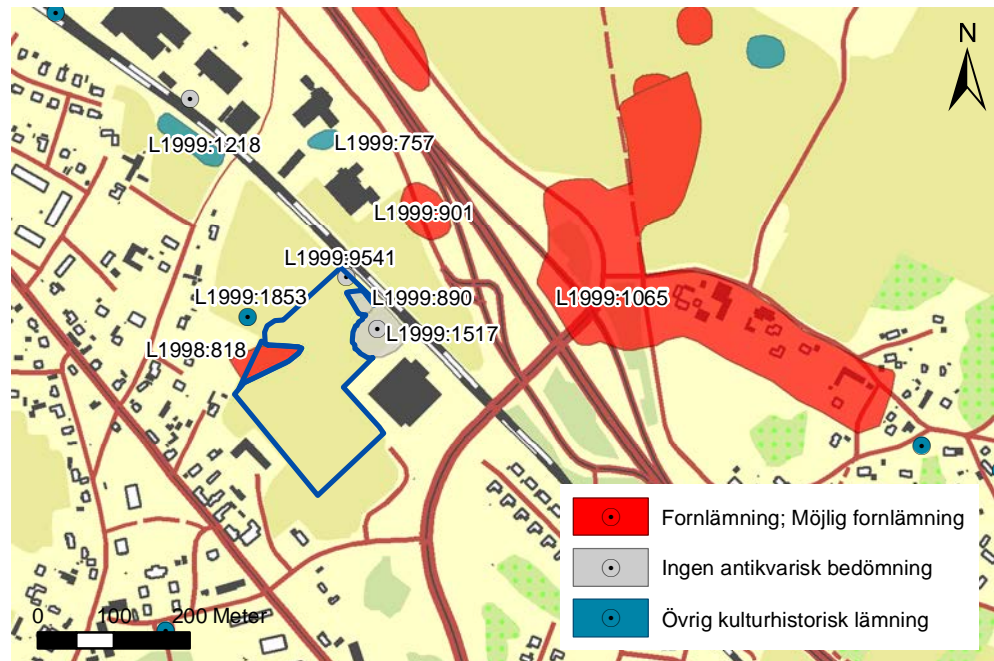 N
L1999:1218
L1999:757
L1999:901
L1999:9541
L1999:1853
L1999:890
L1999:1065
L1999:1517
L1998:818
Fornlämning; Möjlig fornlämning
Ingen antikvarisk bedömning
Övrig kulturhistorisk lämning
0 100 200 Meter